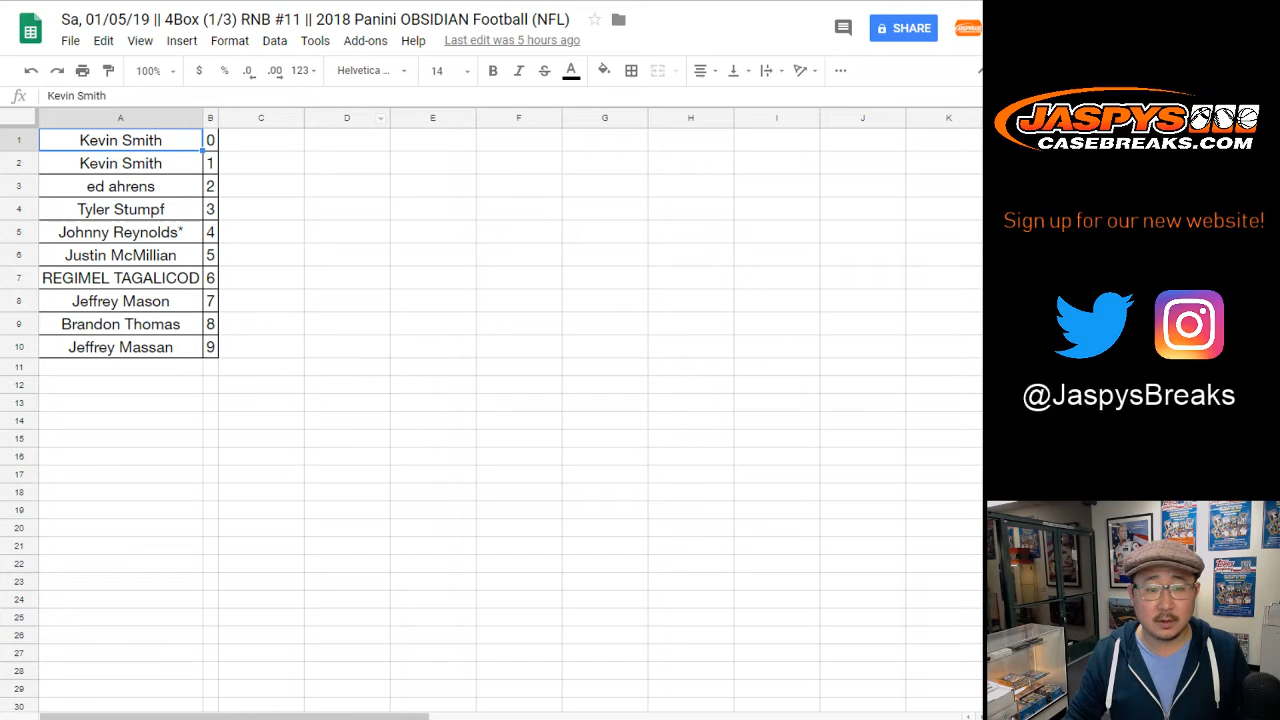 Sa, 01/05/19 || 4Box (1/3) RNB #11 || 2018 Panini OBSIDIAN Football (NFL)
File Edit View Insert Format Data Tools Add-ons Help Last edit was 5 hours ago
SHARE
100% $ % .0 .00 123 Helvetica ... 14 B I S A
fx Kevin Smith
A B C D E F G H I J K
1 Kevin Smith 0
2 Kevin Smith 1
3 ed ahrens 2
4 Tyler Stumpf 3
5 Johnny Reynolds* 4
6 Justin McMillian 5
7 REGIMEL TAGALICOD 6
8 Jeffrey Mason 7
9 Brandon Thomas 8
10 Jeffrey Massan 9
11
12
13
14
15
16
17
18
19
20
21
22
23
24
25
26
27
28
29
30
JASPYS
CASEBREAKS.COM
Sign up for our new website!
@JaspysBreaks